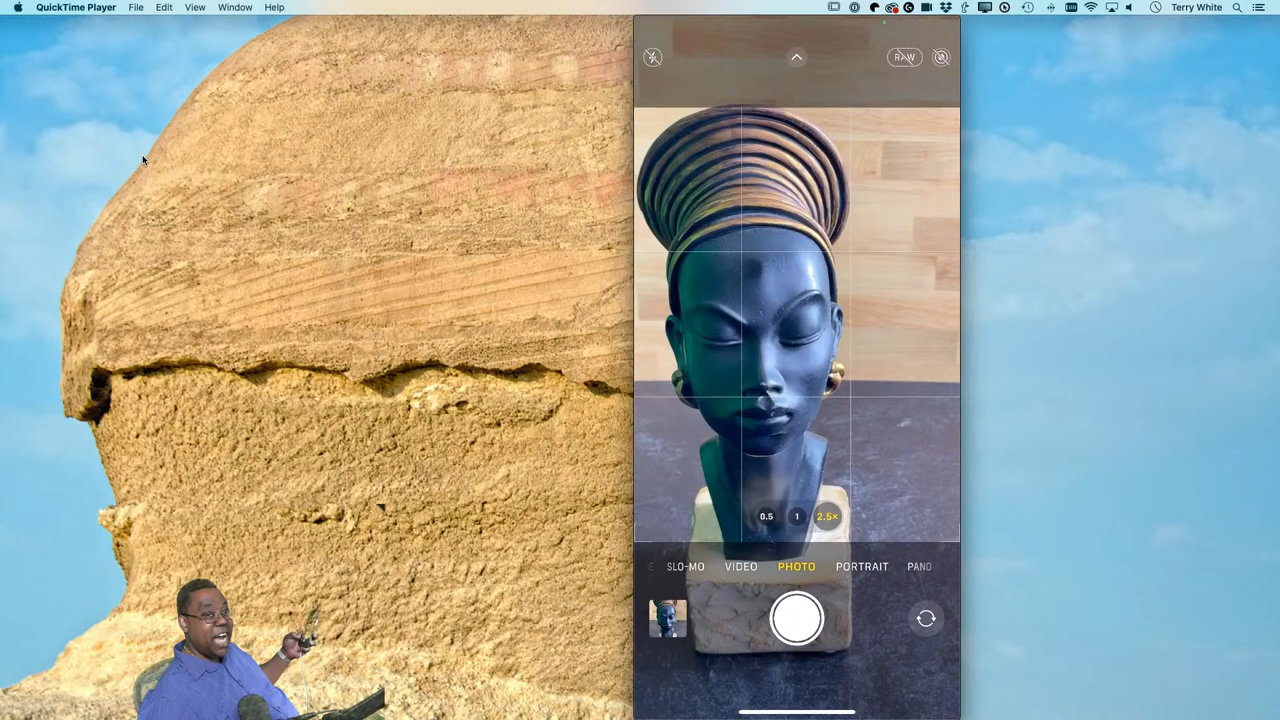 QuickTime Player File Edit View Window Help Terry White
RAW
0.5 1 2.5×
SLO-MO VIDEO PHOTO PORTRAIT PANO